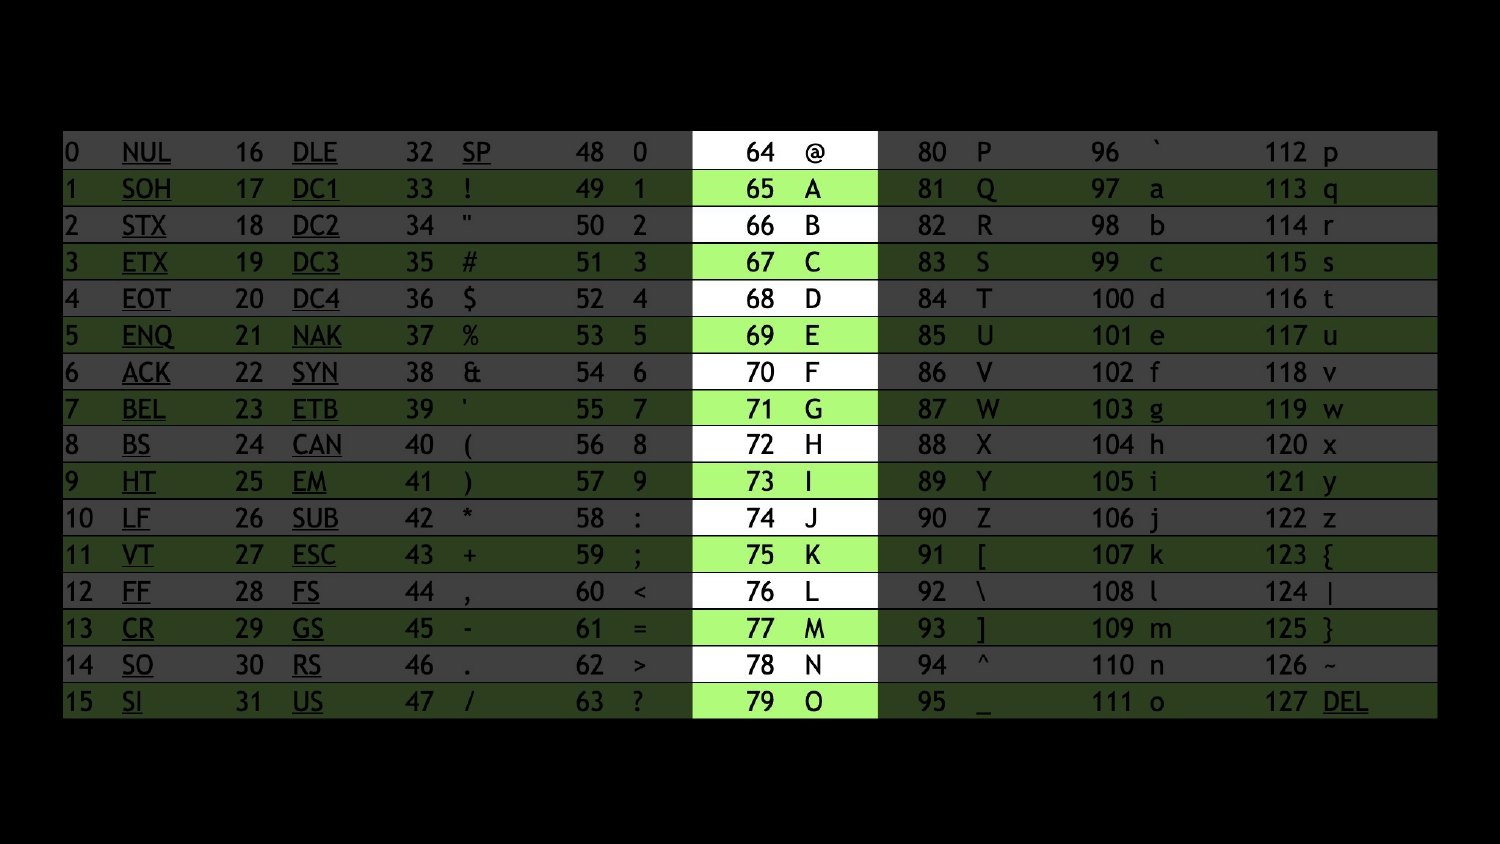 0 NUL 16 DLE 32 SP 48 0 64 @ 80 P 96 ` 112 p
1 SOH 17 DC1 33 ! 49 1 65 A 81 Q 97 a 113 q
2 STX 18 DC2 34 " 50 2 66 B 82 R 98 b 114 r
3 ETX 19 DC3 35 # 51 3 67 C 83 S 99 c 115 s
4 EOT 20 DC4 36 $ 52 4 68 D 84 T 100 d 116 t
5 ENQ 21 NAK 37 % 53 5 69 E 85 U 101 e 117 u
6 ACK 22 SYN 38 & 54 6 70 F 86 V 102 f 118 v
7 BEL 23 ETB 39 ' 55 7 71 G 87 W 103 g 119 w
8 BS 24 CAN 40 ( 56 8 72 H 88 X 104 h 120 x
9 HT 25 EM 41 ) 57 9 73 I 89 Y 105 i 121 y
10 LF 26 SUB 42 * 58 : 74 J 90 Z 106 j 122 z
11 VT 27 ESC 43 + 59 ; 75 K 91 [ 107 k 123 {
12 FF 28 FS 44 , 60 < 76 L 92 \ 108 l 124 |
13 CR 29 GS 45 - 61 = 77 M 93 ] 109 m 125 }
14 SO 30 RS 46 . 62 > 78 N 94 ^ 110 n 126 ~
15 SI 31 US 47 / 63 ? 79 O 95 _ 111 o 127 DEL